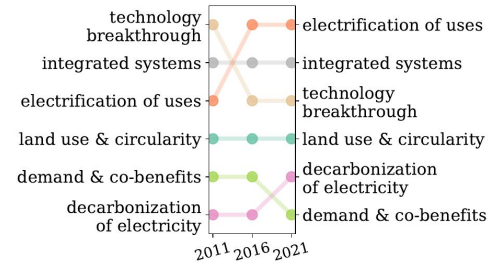 technology
breakthrough
integrated systems
electrification of uses
land use & circularity
demand & co-benefits
decarbonization
of electricity
electrification of uses
integrated systems
technology
breakthrough
land use & circularity
decarbonization
of electricity
demand & co-benefits
2011 2016 2021